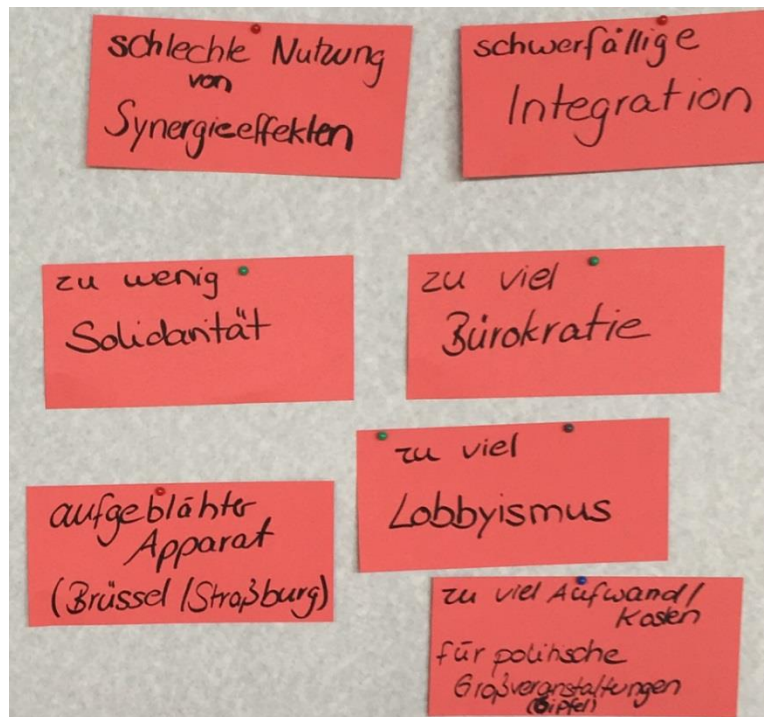 schlechte Nutzung
von
Synergieeffekten
schwerfällige
Integration
zu wenig
Solidarität
zu viel
Bürokratie
zu viel
Lobbyismus
aufgeblähter
Apparat
(Brüssel/Straßburg)
zu viel Aufwand/
Kosten
für politische
Großveranstaltungen
(Gipfel)